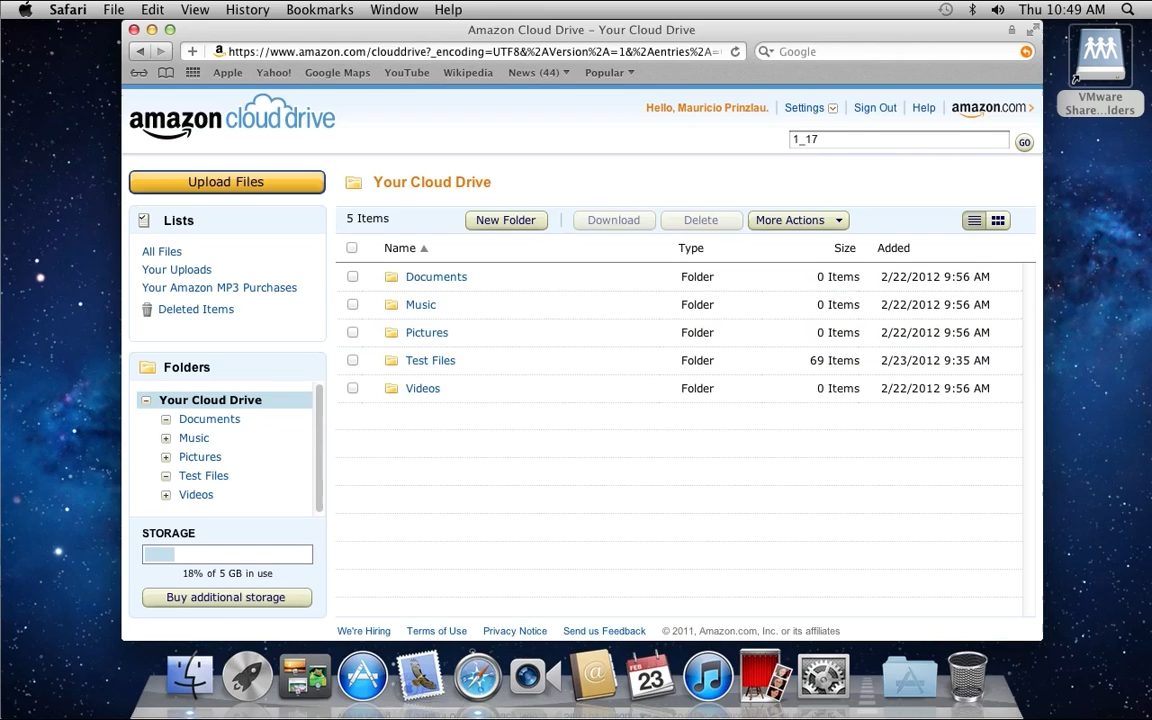 Safari File Edit View History Bookmarks Window Help Thu 10:49 AM
Amazon Cloud Drive - Your Cloud Drive
https://www.amazon.com/clouddrive?_encoding=UTF8&%2AVersion%2A=1&%2Aentries%2A= Google
Apple Yahoo! Google Maps YouTube Wikipedia News (44) Popular
VMware
Share...lders
amazon cloud drive
Hello, Mauricio Prinzlau. Settings Sign Out Help amazon.com
1_17 GO
Upload Files
Your Cloud Drive
Lists
5 Items New Folder Download Delete More Actions
All Files
Your Uploads
Your Amazon MP3 Purchases
Deleted Items
Name Type Size Added
Documents Folder 0 Items 2/22/2012 9:56 AM
Music Folder 0 Items 2/22/2012 9:56 AM
Pictures Folder 0 Items 2/22/2012 9:56 AM
Test Files Folder 69 Items 2/23/2012 9:35 AM
Videos Folder 0 Items 2/22/2012 9:56 AM
Folders
Your Cloud Drive
Documents
Music
Pictures
Test Files
Videos
STORAGE
18% of 5 GB in use
Buy additional storage
We're Hiring Terms of Use Privacy Notice Send us Feedback © 2011, Amazon.com, Inc. or its affiliates
FEB
23